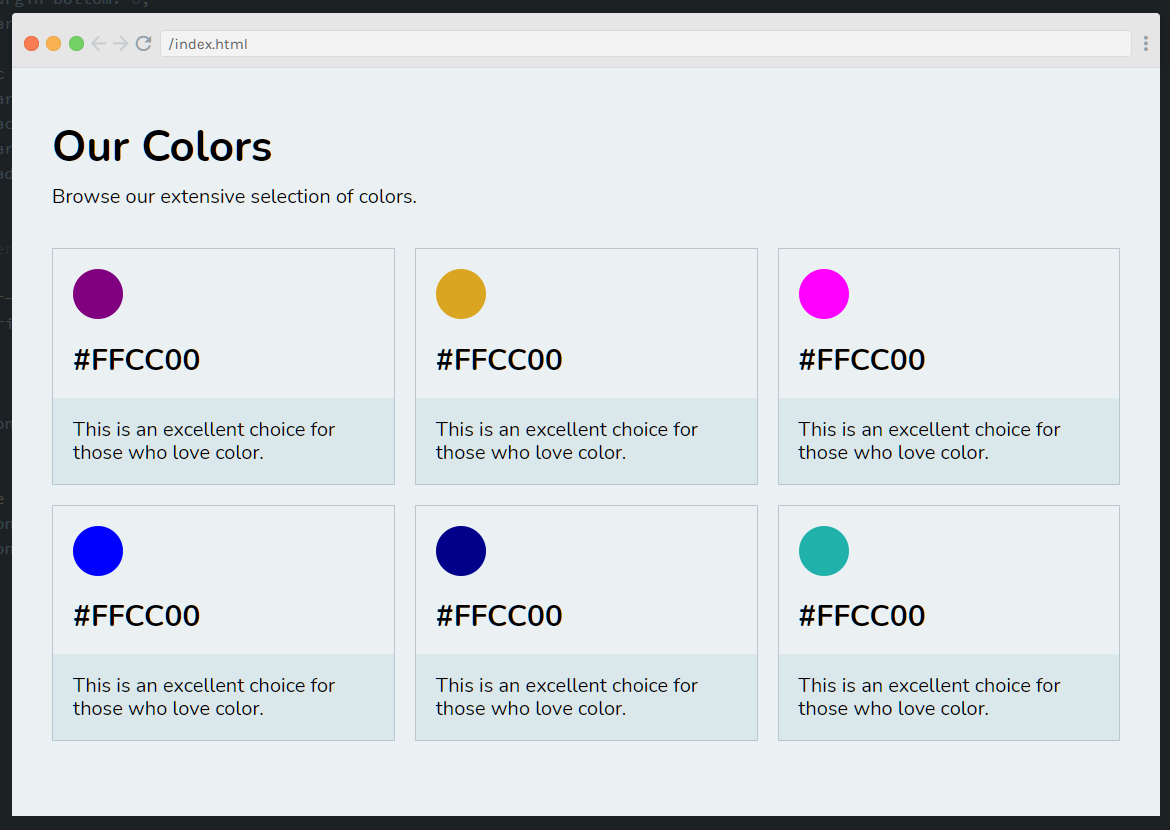 /index.html
Our Colors
Browse our extensive selection of colors.
#FFCC00
#FFCC00
#FFCC00
This is an excellent choice for
those who love color.
This is an excellent choice for
those who love color.
This is an excellent choice for
those who love color.
#FFCC00
#FFCC00
#FFCC00
This is an excellent choice for
those who love color.
This is an excellent choice for
those who love color.
This is an excellent choice for
those who love color.